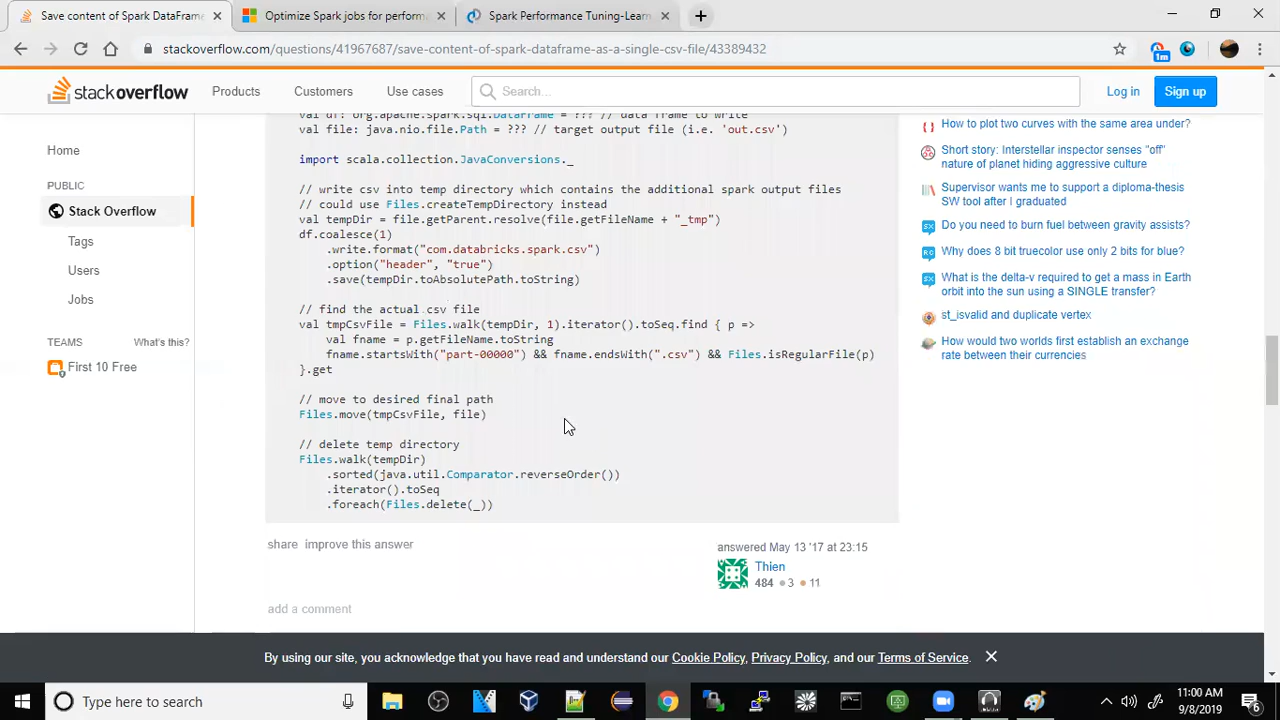 Save content of Spark DataFrame
Optimize Spark jobs for performa
Spark Performance Tuning-Learn
stackoverflow.com/questions/41967687/save-content-of-spark-dataframe-as-a-single-csv-file/43389432
1m
stackoverflow
Products
Customers
Use cases
Search...
Log in
Sign up
Home
PUBLIC
Stack Overflow
Tags
Users
Jobs
TEAMS
What's this?
First 10 Free
val df: org.apache.spark.sql.DataFrame = ??? // data frame to write
val file: java.nio.file.Path = ??? // target output file (i.e. 'out.csv')
import scala.collection.JavaConversions._
// write csv into temp directory which contains the additional spark output files
// could use Files.createTempDirectory instead
val tempDir = file.getParent.resolve(file.getFileName + "_tmp")
df.coalesce(1)
.write.format("com.databricks.spark.csv")
.option("header", "true")
.save(tempDir.toAbsolutePath.toString)
// find the actual csv file
val tmpCsvFile = Files.walk(tempDir, 1).iterator().toSeq.find { p =>
val fname = p.getFileName.toString
fname.startsWith("part-00000") && fname.endsWith(".csv") && Files.isRegularFile(p)
}.get
// move to desired final path
Files.move(tmpCsvFile, file)
// delete temp directory
Files.walk(tempDir)
.sorted(java.util.Comparator.reverseOrder())
.iterator().toSeq
.foreach(Files.delete(_))
share improve this answer
answered May 13 '17 at 23:15
Thien
484 ● 3 ● 11
add a comment
How to plot two curves with the same area under?
Short story: Interstellar inspector senses "off"
nature of planet hiding aggressive culture
Supervisor wants me to support a diploma-thesis
SW tool after I graduated
Do you need to burn fuel between gravity assists?
Why does 8 bit truecolor use only 2 bits for blue?
What is the delta-v required to get a mass in Earth
orbit into the sun using a SINGLE transfer?
st_isvalid and duplicate vertex
How would two worlds first establish an exchange
rate between their currencies
By using our site, you acknowledge that you have read and understand our Cookie Policy, Privacy Policy, and our Terms of Service.
Type here to search
11:00 AM
9/8/2019
6